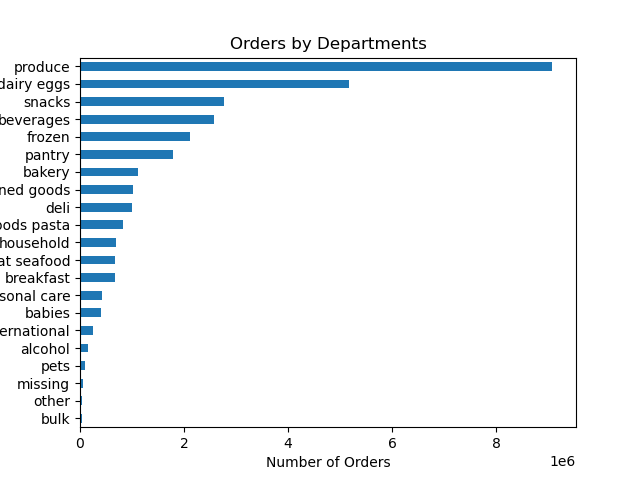 Orders by Departments
produce
dairy eggs
snacks
beverages
frozen
pantry
bakery
ned goods
deli
oods pasta
household
at seafood
breakfast
sonal care
babies
ernational
alcohol
pets
missing
other
bulk
0 2 4 6 8
1e6
Number of Orders